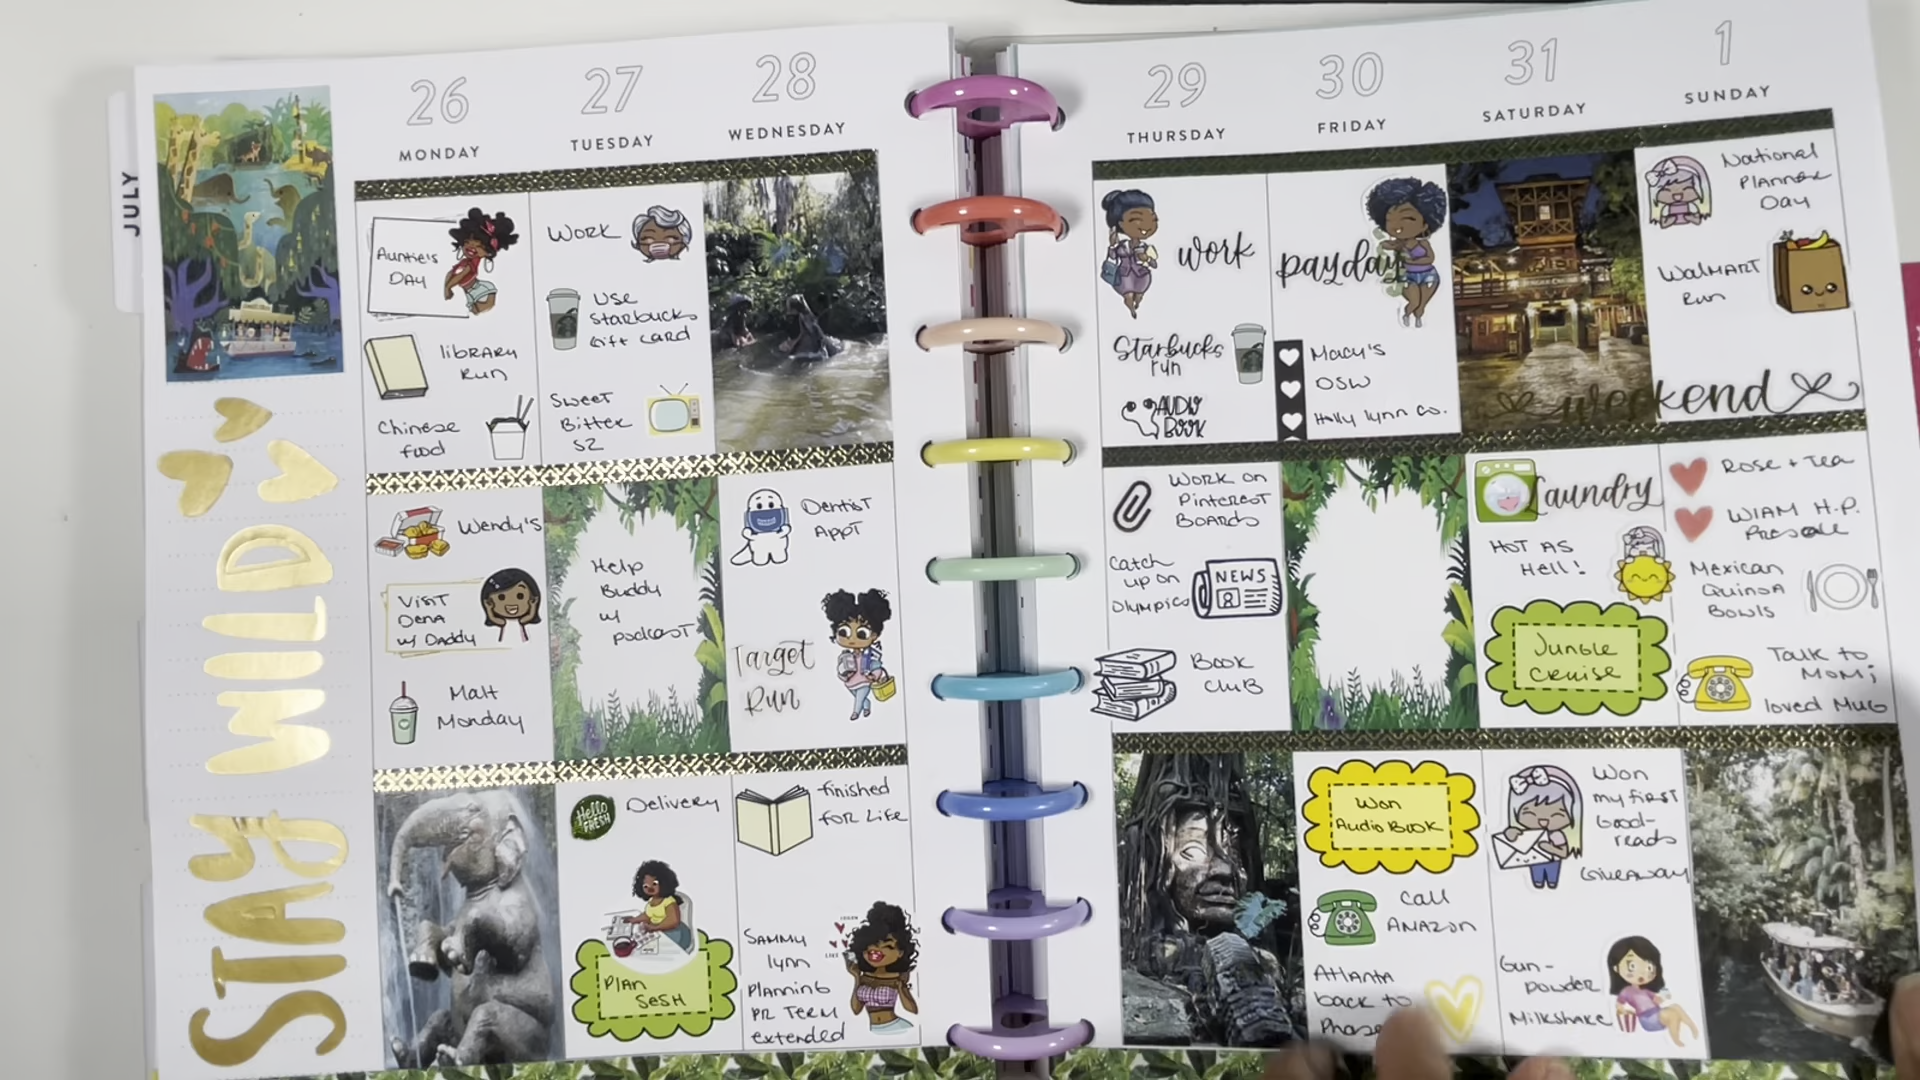 JULY
STAY WILD
26
MONDAY
Auntie's
DAY
library
Run
Chinese
food
Wendy's
Visit
Dena
w/ Daddy
Malt
Monday
27
TUESDAY
Work
Use
Starbucks
Gift Card
Sweet
Bitter
S2
Help
Buddy
w/
podcast
Hello
FRESH
Delivery
Plan
Sesh
28
WEDNESDAY
Dentist
Appt
Target
Run
finished
For Life
Sammy
lynn
Planning
PR Term
extended
29
THURSDAY
work
Starbucks
run
AUDIO
BOOK
Work on
Pinterest
Boards
Catch
up on
Olympics
NEWS
Book
Club
30
FRIDAY
payday
Macy's
DSW
Hally lynn co.
Won
Audio Book
Call
Amazon
Atlanta
back to
Phase
31
SATURDAY
weekend
Laundry
Hot as
Hell!
Jungle
Cruise
Won
my first
Good-
reads
Giveaway
Gun-
powder
Milkshake
1
SUNDAY
National
Planner
Day
Walmart
Run
Rose + Tea
WIAM H.P.
Presale
Mexican
Quinoa
Bowls
Talk to
Mom;
loved Mug